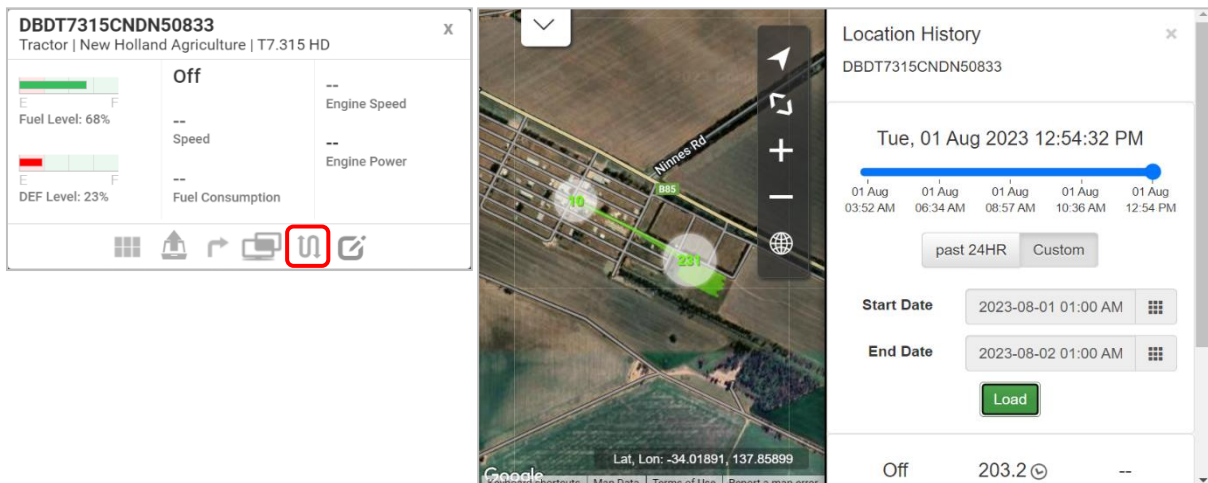 DBDT7315CNDN50833
x
Tractor | New Holland Agriculture | T7.315 HD
E F
Fuel Level: 68%
E F
DEF Level: 23%
Off
--
Speed
--
Fuel Consumption
--
Engine Speed
--
Engine Power
Ninnes Rd
B85
10
231
Lat, Lon: -34.01891, 137.85899
Google
Map Data
Terms of Use
Report a map error
Location History
×
DBDT7315CNDN50833
Tue, 01 Aug 2023 12:54:32 PM
01 Aug 01 Aug 01 Aug 01 Aug 01 Aug
03:52 AM 06:34 AM 08:57 AM 10:36 AM 12:54 PM
past 24HR Custom
Start Date 2023-08-01 01:00 AM
End Date 2023-08-02 01:00 AM
Load
Off 203.2 --